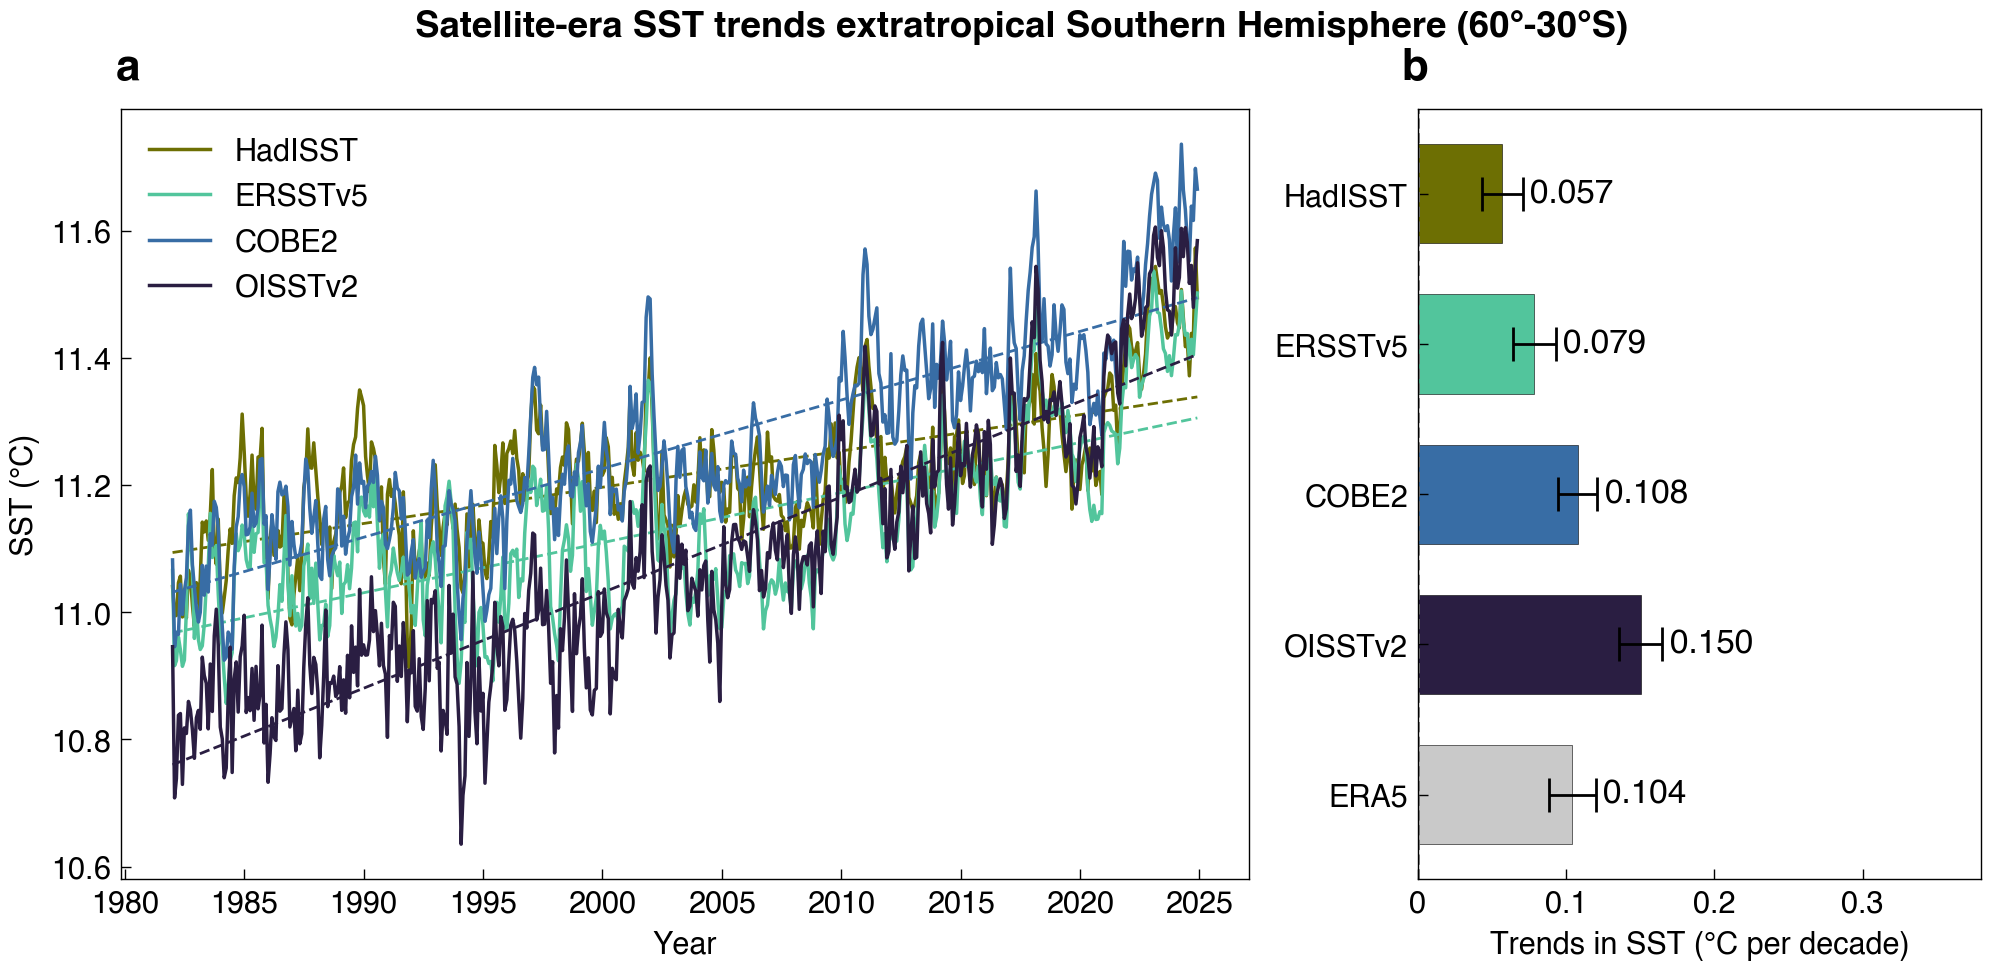 Satellite-era SST trends extratropical Southern Hemisphere (60°-30°S)
a
HadISST
ERSSTv5
COBE2
OISSTv2
SST (°C)
11.6
11.4
11.2
11.0
10.8
10.6
1980 1985 1990 1995 2000 2005 2010 2015 2020 2025
Year
b
HadISST 0.057
ERSSTv5 0.079
COBE2 0.108
OISSTv2 0.150
ERA5 0.104
0 0.1 0.2 0.3
Trends in SST (°C per decade)